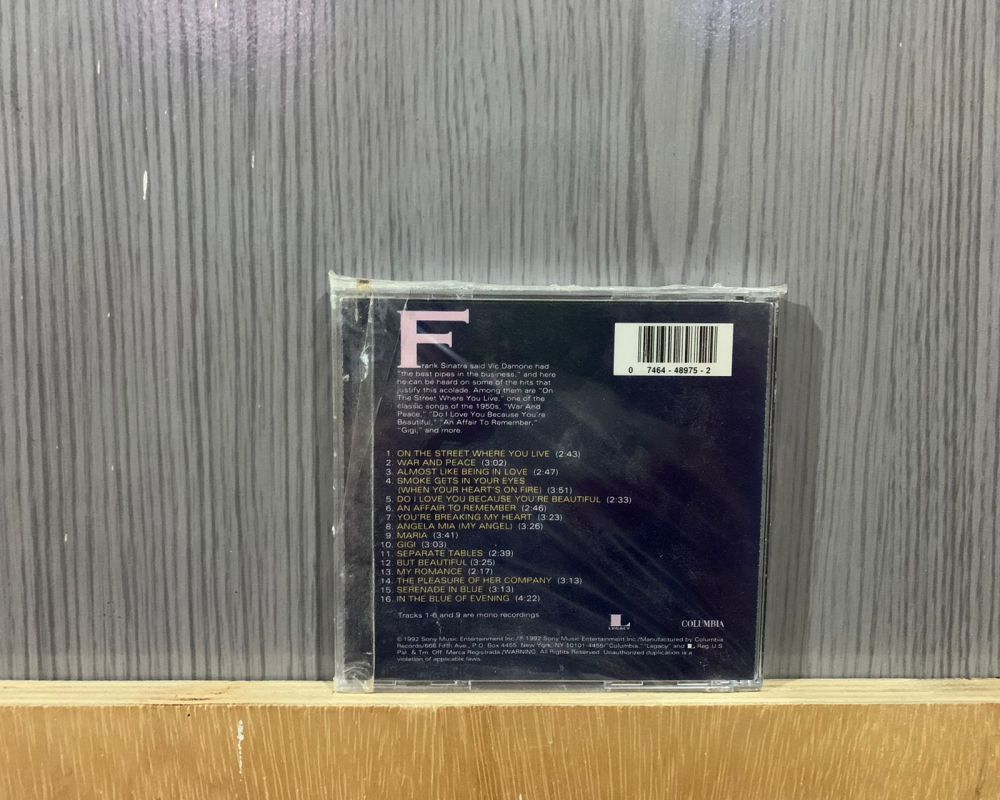 Frank Sinatra said Vic Damone had
"the best pipes in the business," and here
he can be heard on some of the hits that
justify this acolade. Among them are "On
The Street Where You Live," one of the
classic songs of the 1950s, "War And
Peace," "Do I Love You Because You're
Beautiful," "An Affair To Remember,"
"Gigi," and more.
0 7464-48975-2
1. ON THE STREET WHERE YOU LIVE (2:43)
2. WAR AND PEACE (3:02)
3. ALMOST LIKE BEING IN LOVE (2:47)
4. SMOKE GETS IN YOUR EYES
(WHEN YOUR HEART'S ON FIRE) (3:51)
5. DO I LOVE YOU BECAUSE YOU'RE BEAUTIFUL (2:33)
6. AN AFFAIR TO REMEMBER (2:46)
7. YOU'RE BREAKING MY HEART (3:23)
8. ANGELA MIA (MY ANGEL) (3:26)
9. MARIA (3:41)
10. GIGI (3:03)
11. SEPARATE TABLES (2:39)
12. BUT BEAUTIFUL (3:25)
13. MY ROMANCE (2:17)
14. THE PLEASURE OF HER COMPANY (3:13)
15. SERENADE IN BLUE (3:13)
16. IN THE BLUE OF EVENING (4:22)
Tracks 1-6 and 9 are mono recordings
L
LEGACY
COLUMBIA
© 1992 Sony Music Entertainment Inc./℗ 1992 Sony Music Entertainment Inc./Manufactured by Columbia
Records/666 Fifth Ave., P.O. Box 4455, New York, NY 10101-4455/"Columbia," "Legacy" and L, Reg. U.S.
Pat. & Tm. Off. Marca Registrada./WARNING: All Rights Reserved. Unauthorized duplication is a
violation of applicable laws.